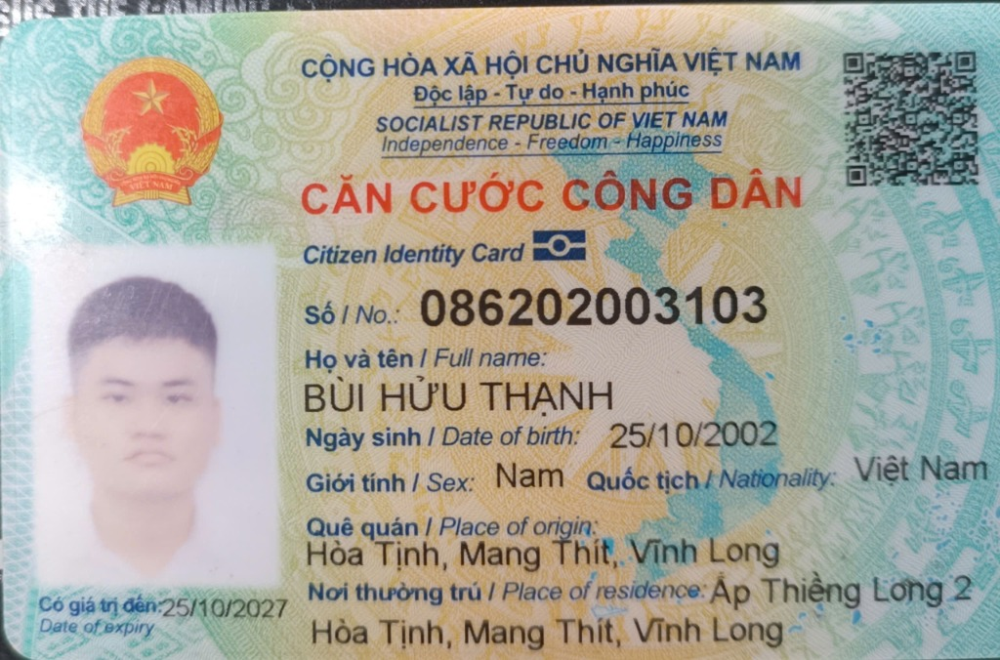 CỘNG HÒA XÃ HỘI CHỦ NGHĨA VIỆT NAM
Độc lập - Tự do - Hạnh phúc
SOCIALIST REPUBLIC OF VIET NAM
Independence - Freedom - Happiness
CĂN CƯỚC CÔNG DÂN
Citizen Identity Card
Số / No.: 086202003103
Họ và tên / Full name:
BÙI HỬU THẠNH
Ngày sinh / Date of birth: 25/10/2002
Giới tính / Sex: Nam Quốc tịch / Nationality: Việt Nam
Quê quán / Place of origin:
Hòa Tịnh, Mang Thít, Vĩnh Long
Nơi thường trú / Place of residence: Ấp Thiềng Long 2
Hòa Tịnh, Mang Thít, Vĩnh Long
Có giá trị đến: 25/10/2027
Date of expiry
VIỆT NAM